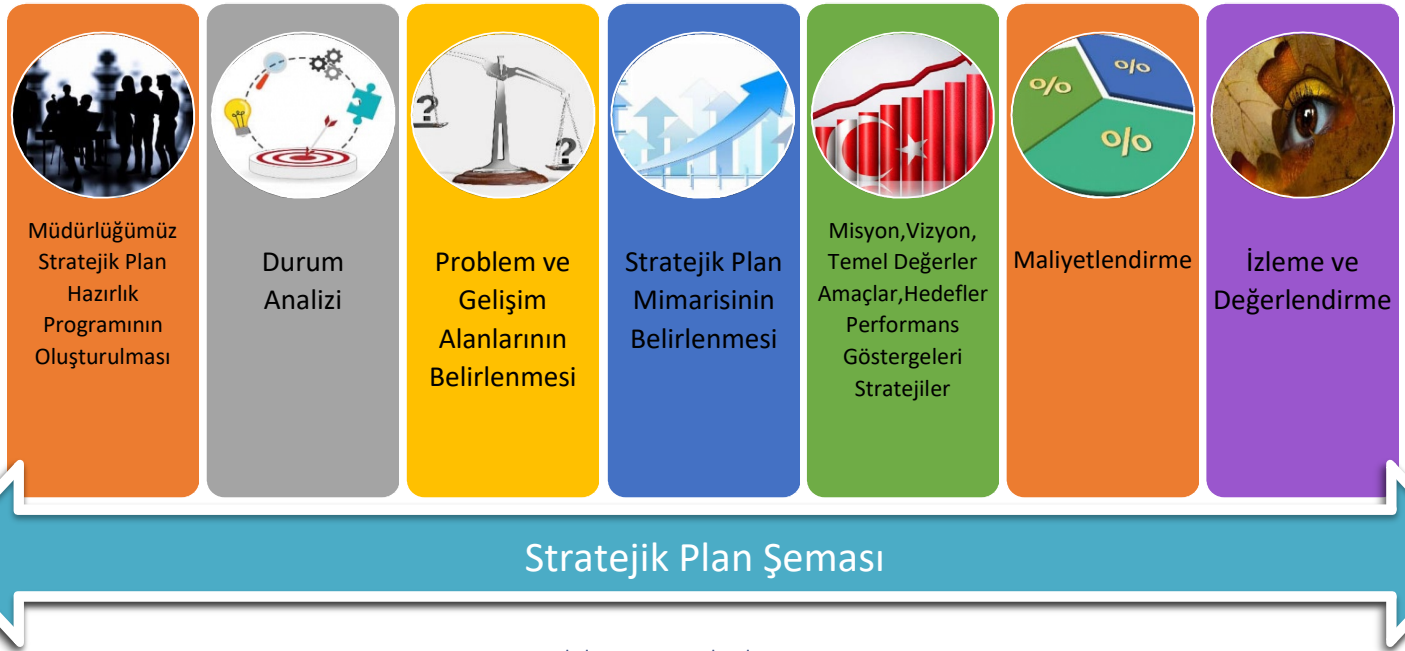 Müdürlüğümüz
Stratejik Plan
Hazırlık
Programının
Oluşturulması
Durum
Analizi
Problem ve
Gelişim
Alanlarının
Belirlenmesi
Stratejik Plan
Mimarisinin
Belirlenmesi
Misyon,Vizyon,
Temel Değerler
Amaçlar,Hedefler
Performans
Göstergeleri
Stratejiler
Maliyetlendirme
İzleme ve
Değerlendirme
?
?
%
%
%
Stratejik Plan Şeması